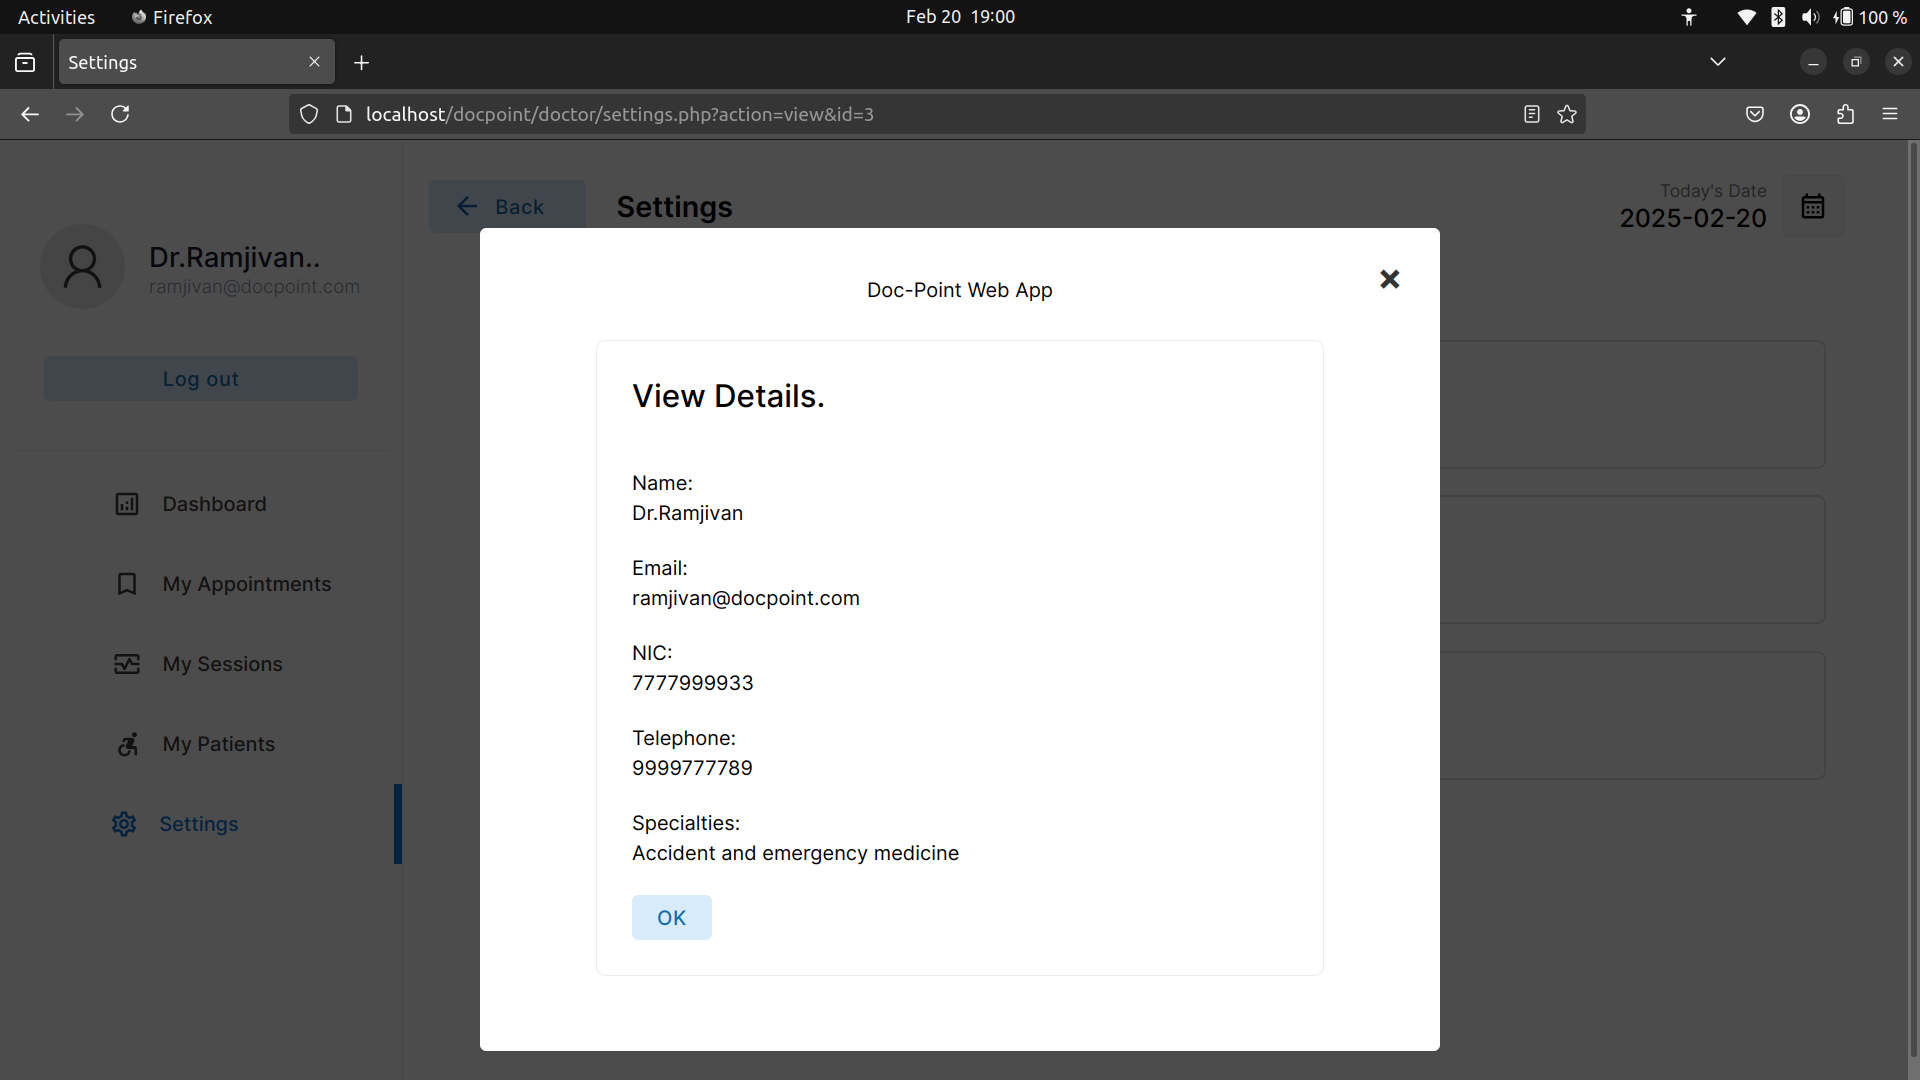 Activities
Firefox
Feb 20 19:00
100 %
Settings
localhost/docpoint/doctor/settings.php?action=view&id=3
Dr.Ramjivan..
ramjivan@docpoint.com
Log out
Dashboard
My Appointments
My Sessions
My Patients
Settings
Back
Settings
Today's Date
2025-02-20
Doc-Point Web App
View Details.
Name:
Dr.Ramjivan
Email:
ramjivan@docpoint.com
NIC:
7777999933
Telephone:
9999777789
Specialties:
Accident and emergency medicine
OK